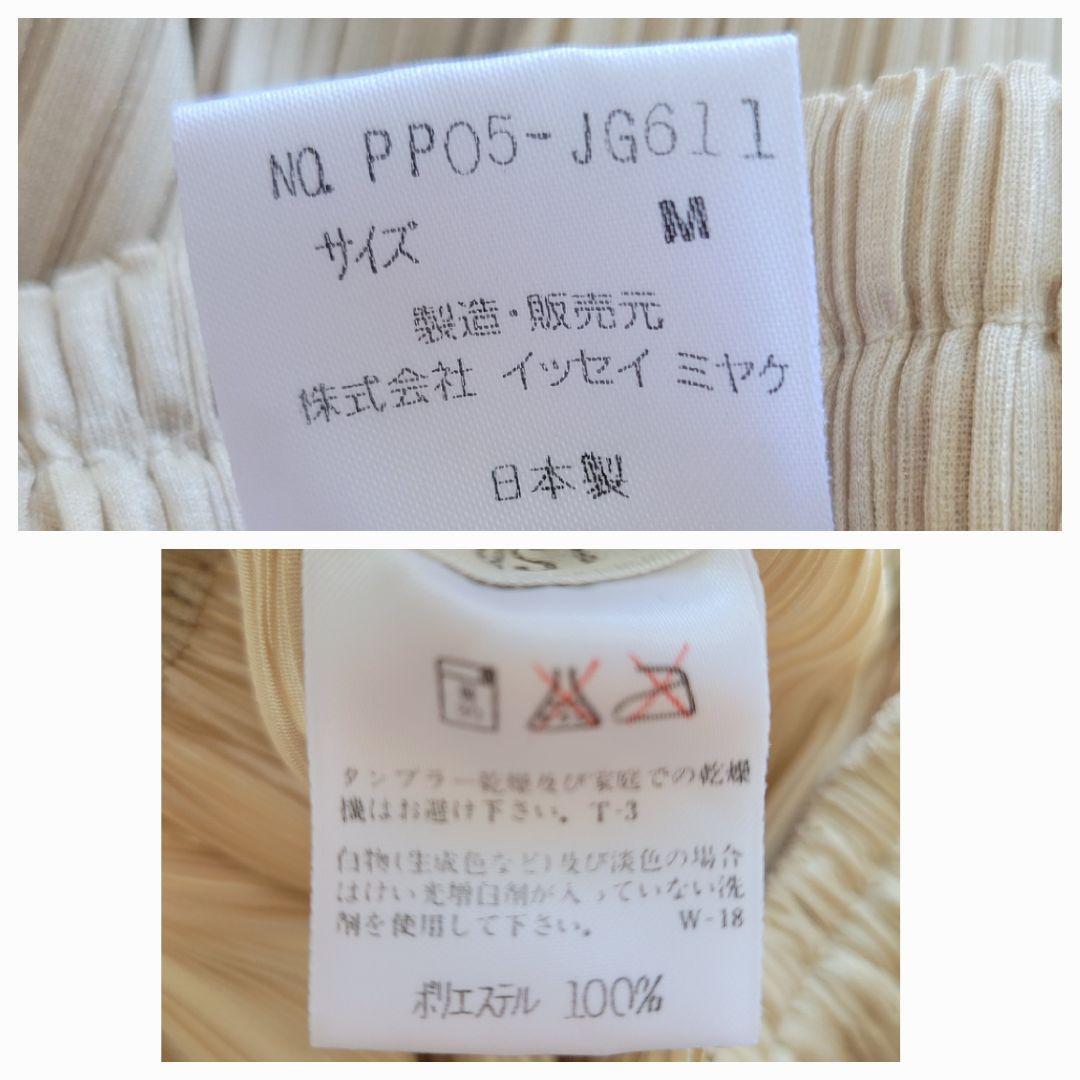 NO. PP05-JG611
サイズ M
製造・販売元
株式会社 イッセイ ミヤケ
日本製
タンブラー乾燥及び家庭での乾燥
機はお避け下さい。T-3
白物(生成色など)及び淡色の場合
はけい光増白剤が入っていない洗
剤を使用して下さい。 W-18
ポリエステル 100%